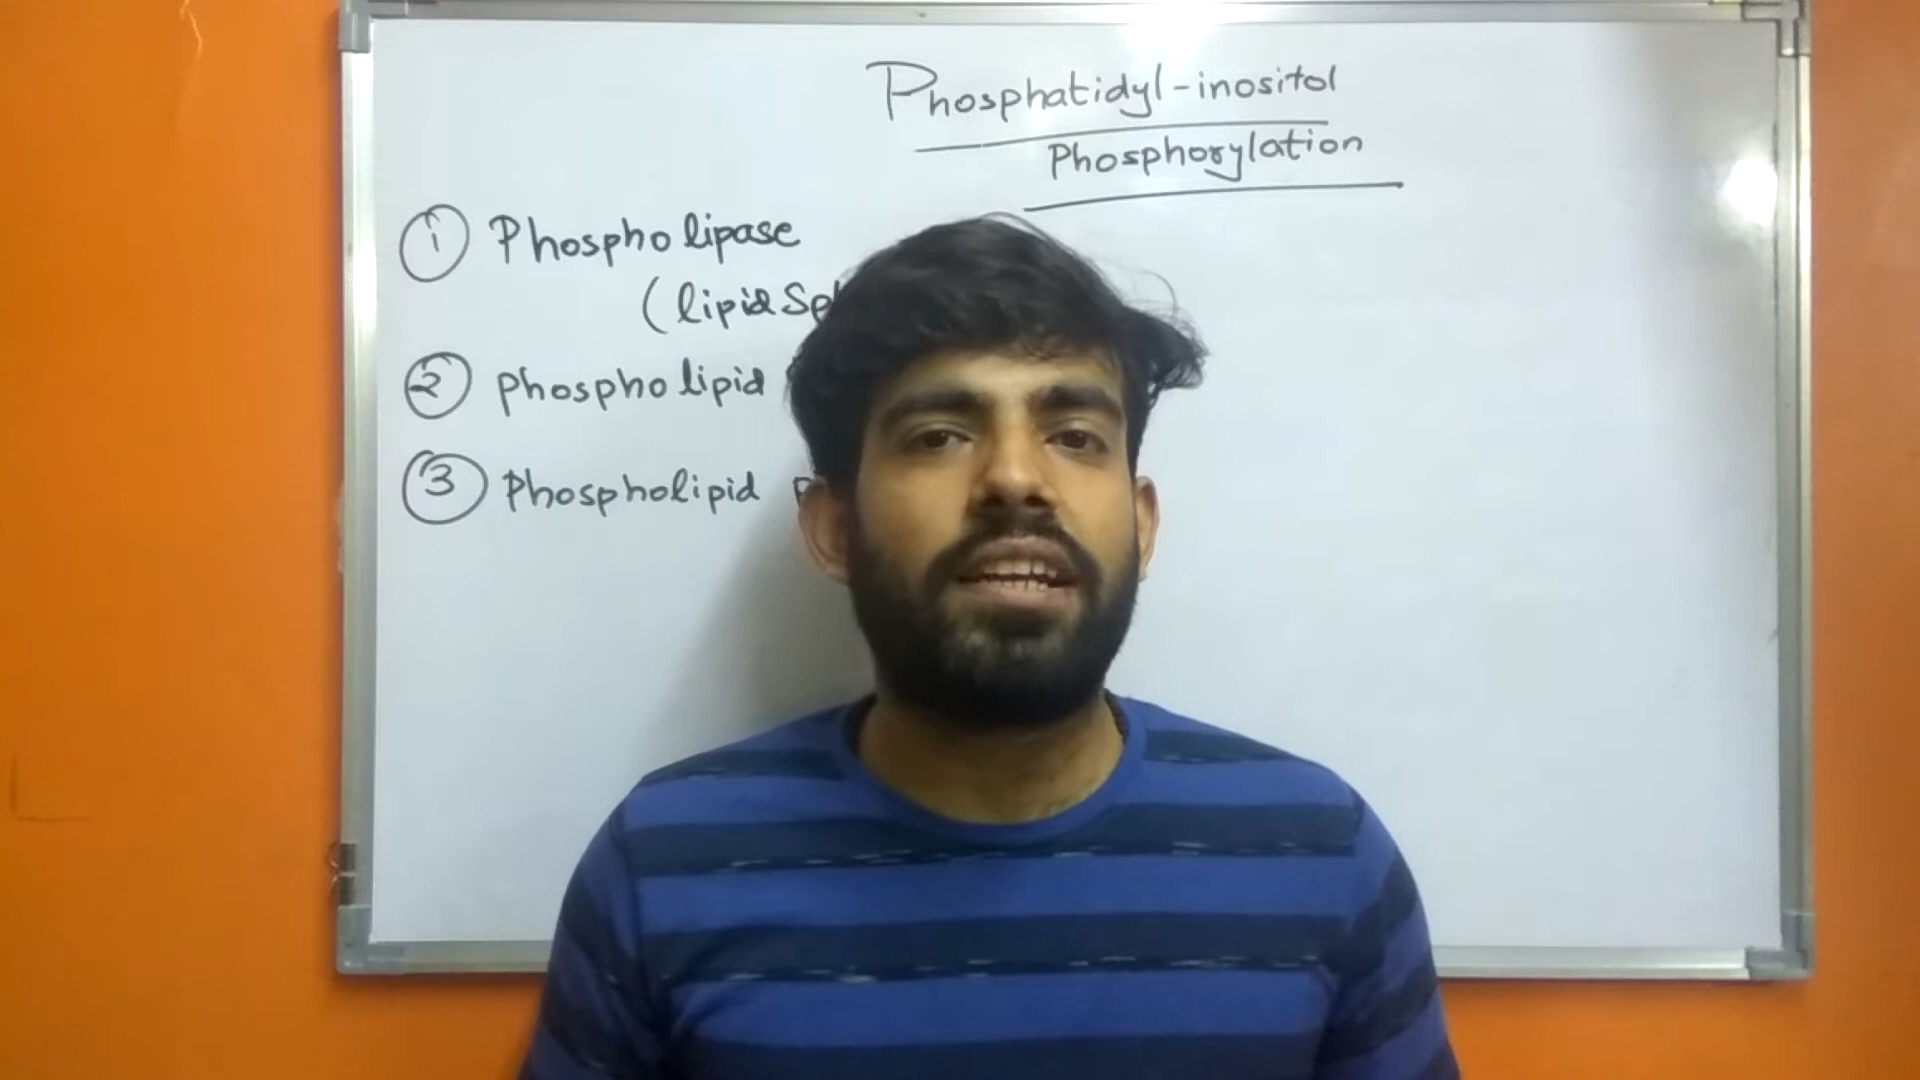 Phosphatidyl-inositol
Phosphorylation
1 Phospholipase
(lipid
2 phospholipid
3 Phospholipid